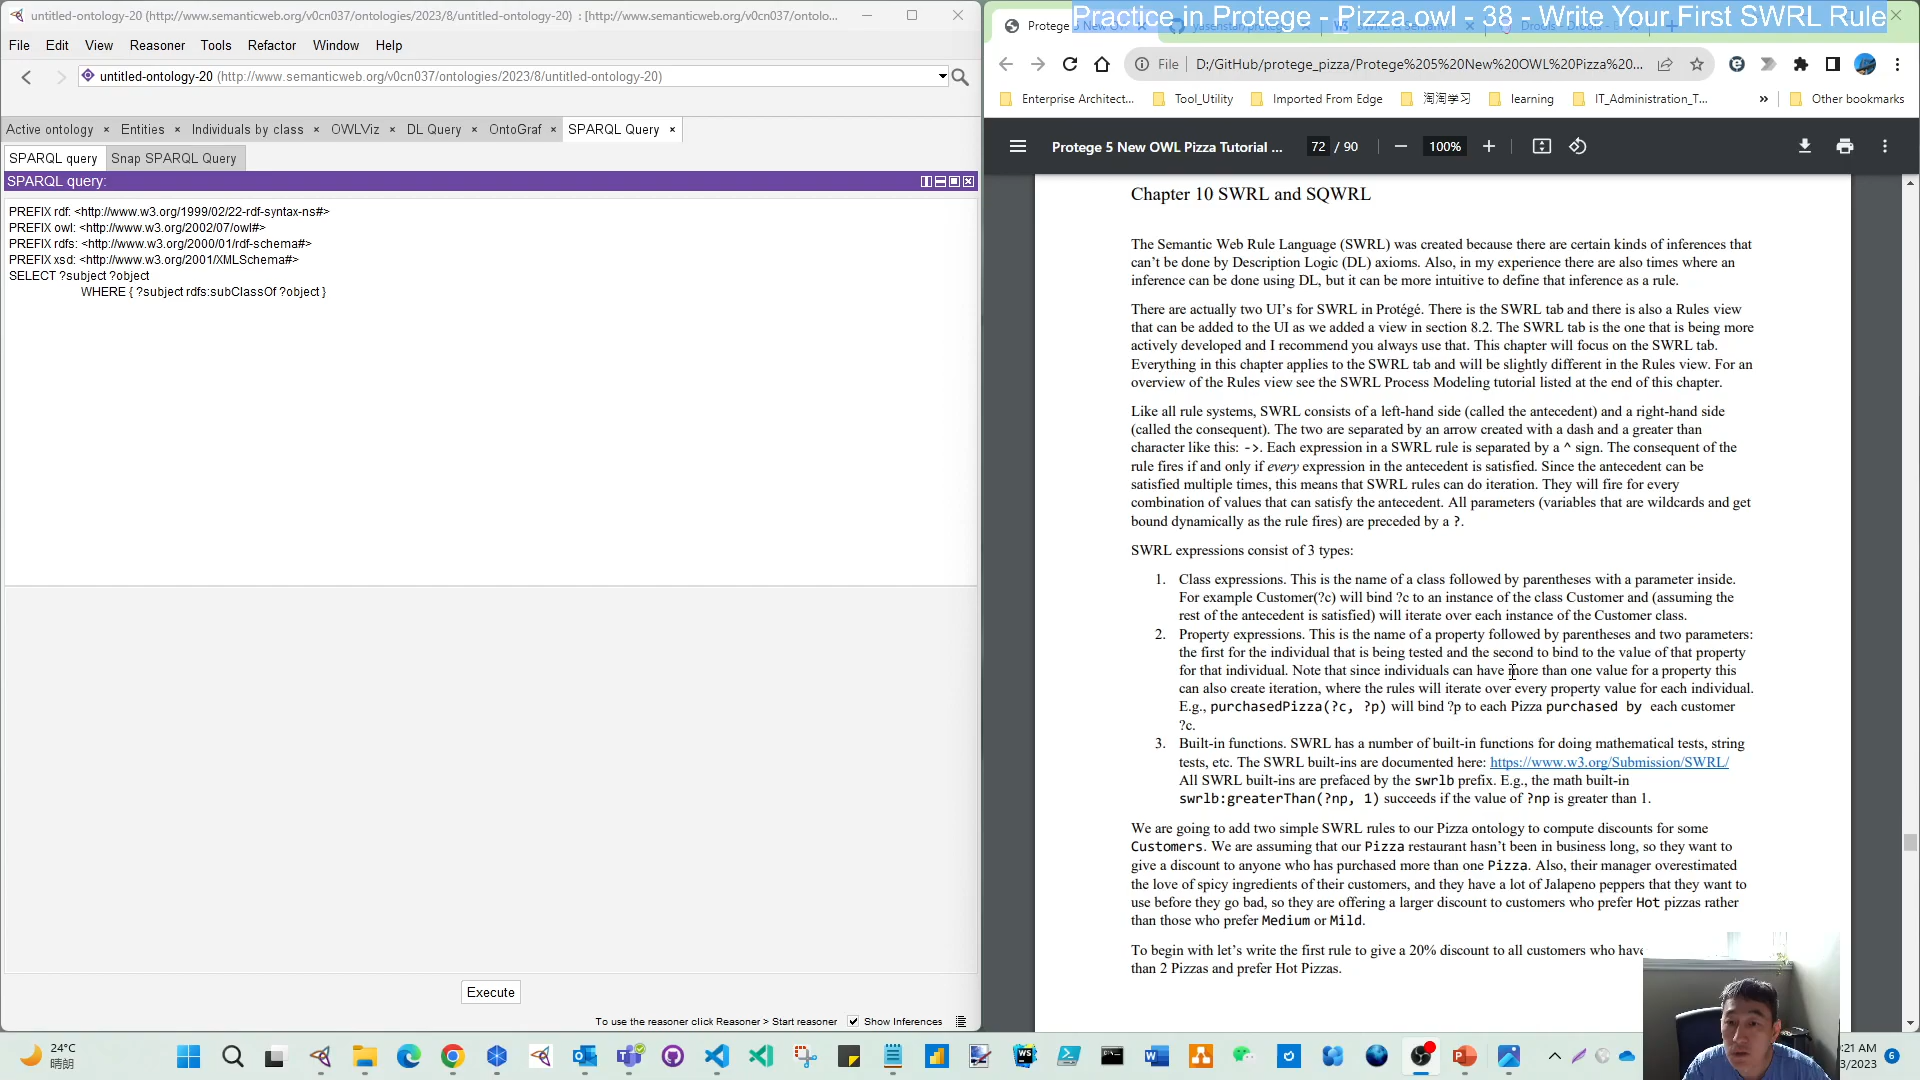 untitled-ontology-20 (http://www.semanticweb.org/v0cn037/ontologies/2023/8/untitled-ontology-20) : [http://www.semanticweb.org/v0cn037/ontolo...
File Edit View Reasoner Tools Refactor Window Help
untitled-ontology-20 (http://www.semanticweb.org/v0cn037/ontologies/2023/8/untitled-ontology-20)
Active ontology × Entities × Individuals by class × OWLViz × DL Query × OntoGraf × SPARQL Query ×
SPARQL query Snap SPARQL Query
SPARQL query:
PREFIX rdf: <http://www.w3.org/1999/02/22-rdf-syntax-ns#>
PREFIX owl: <http://www.w3.org/2002/07/owl#>
PREFIX rdfs: <http://www.w3.org/2000/01/rdf-schema#>
PREFIX xsd: <http://www.w3.org/2001/XMLSchema#>
SELECT ?subject ?object
WHERE { ?subject rdfs:subClassOf ?object }
Execute
To use the reasoner click Reasoner > Start reasoner Show Inferences
Practice in Protege - Pizza.owl - 38 - Write Your First SWRL Rule
Protege 5 New
File D:/GitHub/protege_pizza/Protege%205%20New%20OWL%20Pizza%20...
Enterprise Architect... Tool_Utility Imported From Edge 淘淘学习 learning IT_Administration_T... » Other bookmarks
Protege 5 New OWL Pizza Tutorial ... 72 / 90 100%
Chapter 10 SWRL and SQWRL
The Semantic Web Rule Language (SWRL) was created because there are certain kinds of inferences that
can't be done by Description Logic (DL) axioms. Also, in my experience there are also times where an
inference can be done using DL, but it can be more intuitive to define that inference as a rule.
There are actually two UI's for SWRL in Protégé. There is the SWRL tab and there is also a Rules view
that can be added to the UI as we added a view in section 8.2. The SWRL tab is the one that is being more
actively developed and I recommend you always use that. This chapter will focus on the SWRL tab.
Everything in this chapter applies to the SWRL tab and will be slightly different in the Rules view. For an
overview of the Rules view see the SWRL Process Modeling tutorial listed at the end of this chapter.
Like all rule systems, SWRL consists of a left-hand side (called the antecedent) and a right-hand side
(called the consequent). The two are separated by an arrow created with a dash and a greater than
character like this: ->. Each expression in a SWRL rule is separated by a ^ sign. The consequent of the
rule fires if and only if every expression in the antecedent is satisfied. Since the antecedent can be
satisfied multiple times, this means that SWRL rules can do iteration. They will fire for every
combination of values that can satisfy the antecedent. All parameters (variables that are wildcards and get
bound dynamically as the rule fires) are preceded by a ?.
SWRL expressions consist of 3 types:
1. Class expressions. This is the name of a class followed by parentheses with a parameter inside.
For example Customer(?c) will bind ?c to an instance of the class Customer and (assuming the
rest of the antecedent is satisfied) will iterate over each instance of the Customer class.
2. Property expressions. This is the name of a property followed by parentheses and two parameters:
the first for the individual that is being tested and the second to bind to the value of that property
for that individual. Note that since individuals can have more than one value for a property this
can also create iteration, where the rules will iterate over every property value for each individual.
E.g., purchasedPizza(?c, ?p) will bind ?p to each Pizza purchased by each customer
?c.
3. Built-in functions. SWRL has a number of built-in functions for doing mathematical tests, string
tests, etc. The SWRL built-ins are documented here: https://www.w3.org/Submission/SWRL/
All SWRL built-ins are prefaced by the swrlb prefix. E.g., the math built-in
swrlb:greaterThan(?np, 1) succeeds if the value of ?np is greater than 1.
We are going to add two simple SWRL rules to our Pizza ontology to compute discounts for some
Customers. We are assuming that our Pizza restaurant hasn't been in business long, so they want to
give a discount to anyone who has purchased more than one Pizza. Also, their manager overestimated
the love of spicy ingredients of their customers, and they have a lot of Jalapeno peppers that they want to
use before they go bad, so they are offering a larger discount to customers who prefer Hot pizzas rather
than those who prefer Medium or Mild.
To begin with let's write the first rule to give a 20% discount to all customers who have
than 2 Pizzas and prefer Hot Pizzas.
24°C
晴朗
:21 AM
3/2023
6